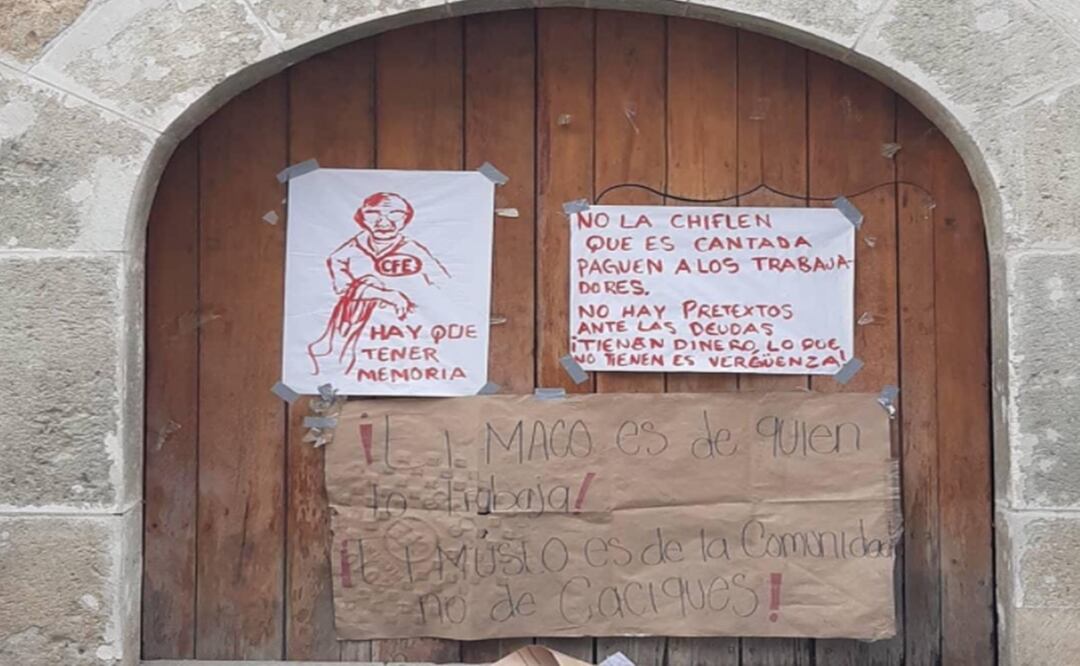 CFE
HAY QUE
TENER
MEMORIA
NO LA CHIFLEN
QUE ES CANTADA
PAGUEN A LOS TRABAJA-
DORES.
NO HAY PRETEXTOS
ANTE LAS DEUDAS
¡TIENEN DINERO, LO QUE
NO TIENEN ES VERGÜENZA!
¡EL MACO es de quien
lo trabaja!
¡EL MUSEO es de la Comunidad
no de Caciques!